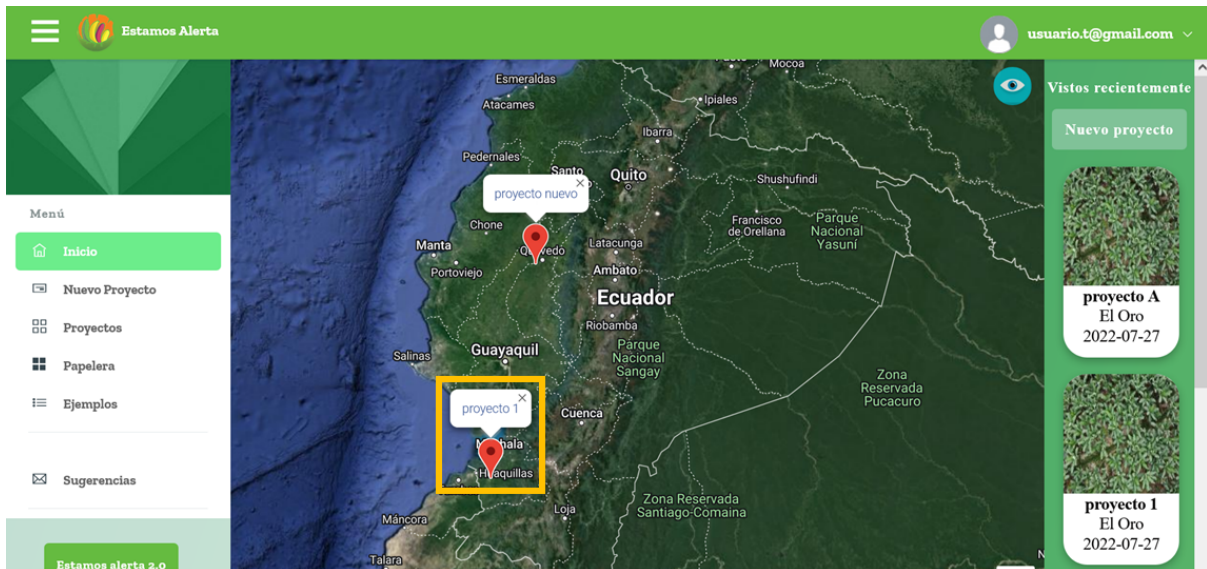 Estamos Alerta
usuario.t@gmail.com
Menú
Inicio
Nuevo Proyecto
Proyectos
Papelera
Ejemplos
Sugerencias
Estamos alerta 2.0
Mocoa
Esmeraldas
Atacames
Ipiales
Ibarra
Pedernales
Santo
Quito
Shushufindi
proyecto nuevo
Chone
Francisco
de Orellana
Parque
Nacional
Yasuní
Manta
Latacunga
Portoviejo
Ambato
Ecuador
Riobamba
Guayaquil
Salinas
Parque
Nacional
Sangay
Zona
Reservada
Pucacuro
proyecto 1
Cuenca
Loja
Zona Reservada
Santiago-Comaina
Máncora
Talara
Vistos recientemente
Nuevo proyecto
proyecto A
El Oro
2022-07-27
proyecto 1
El Oro
2022-07-27